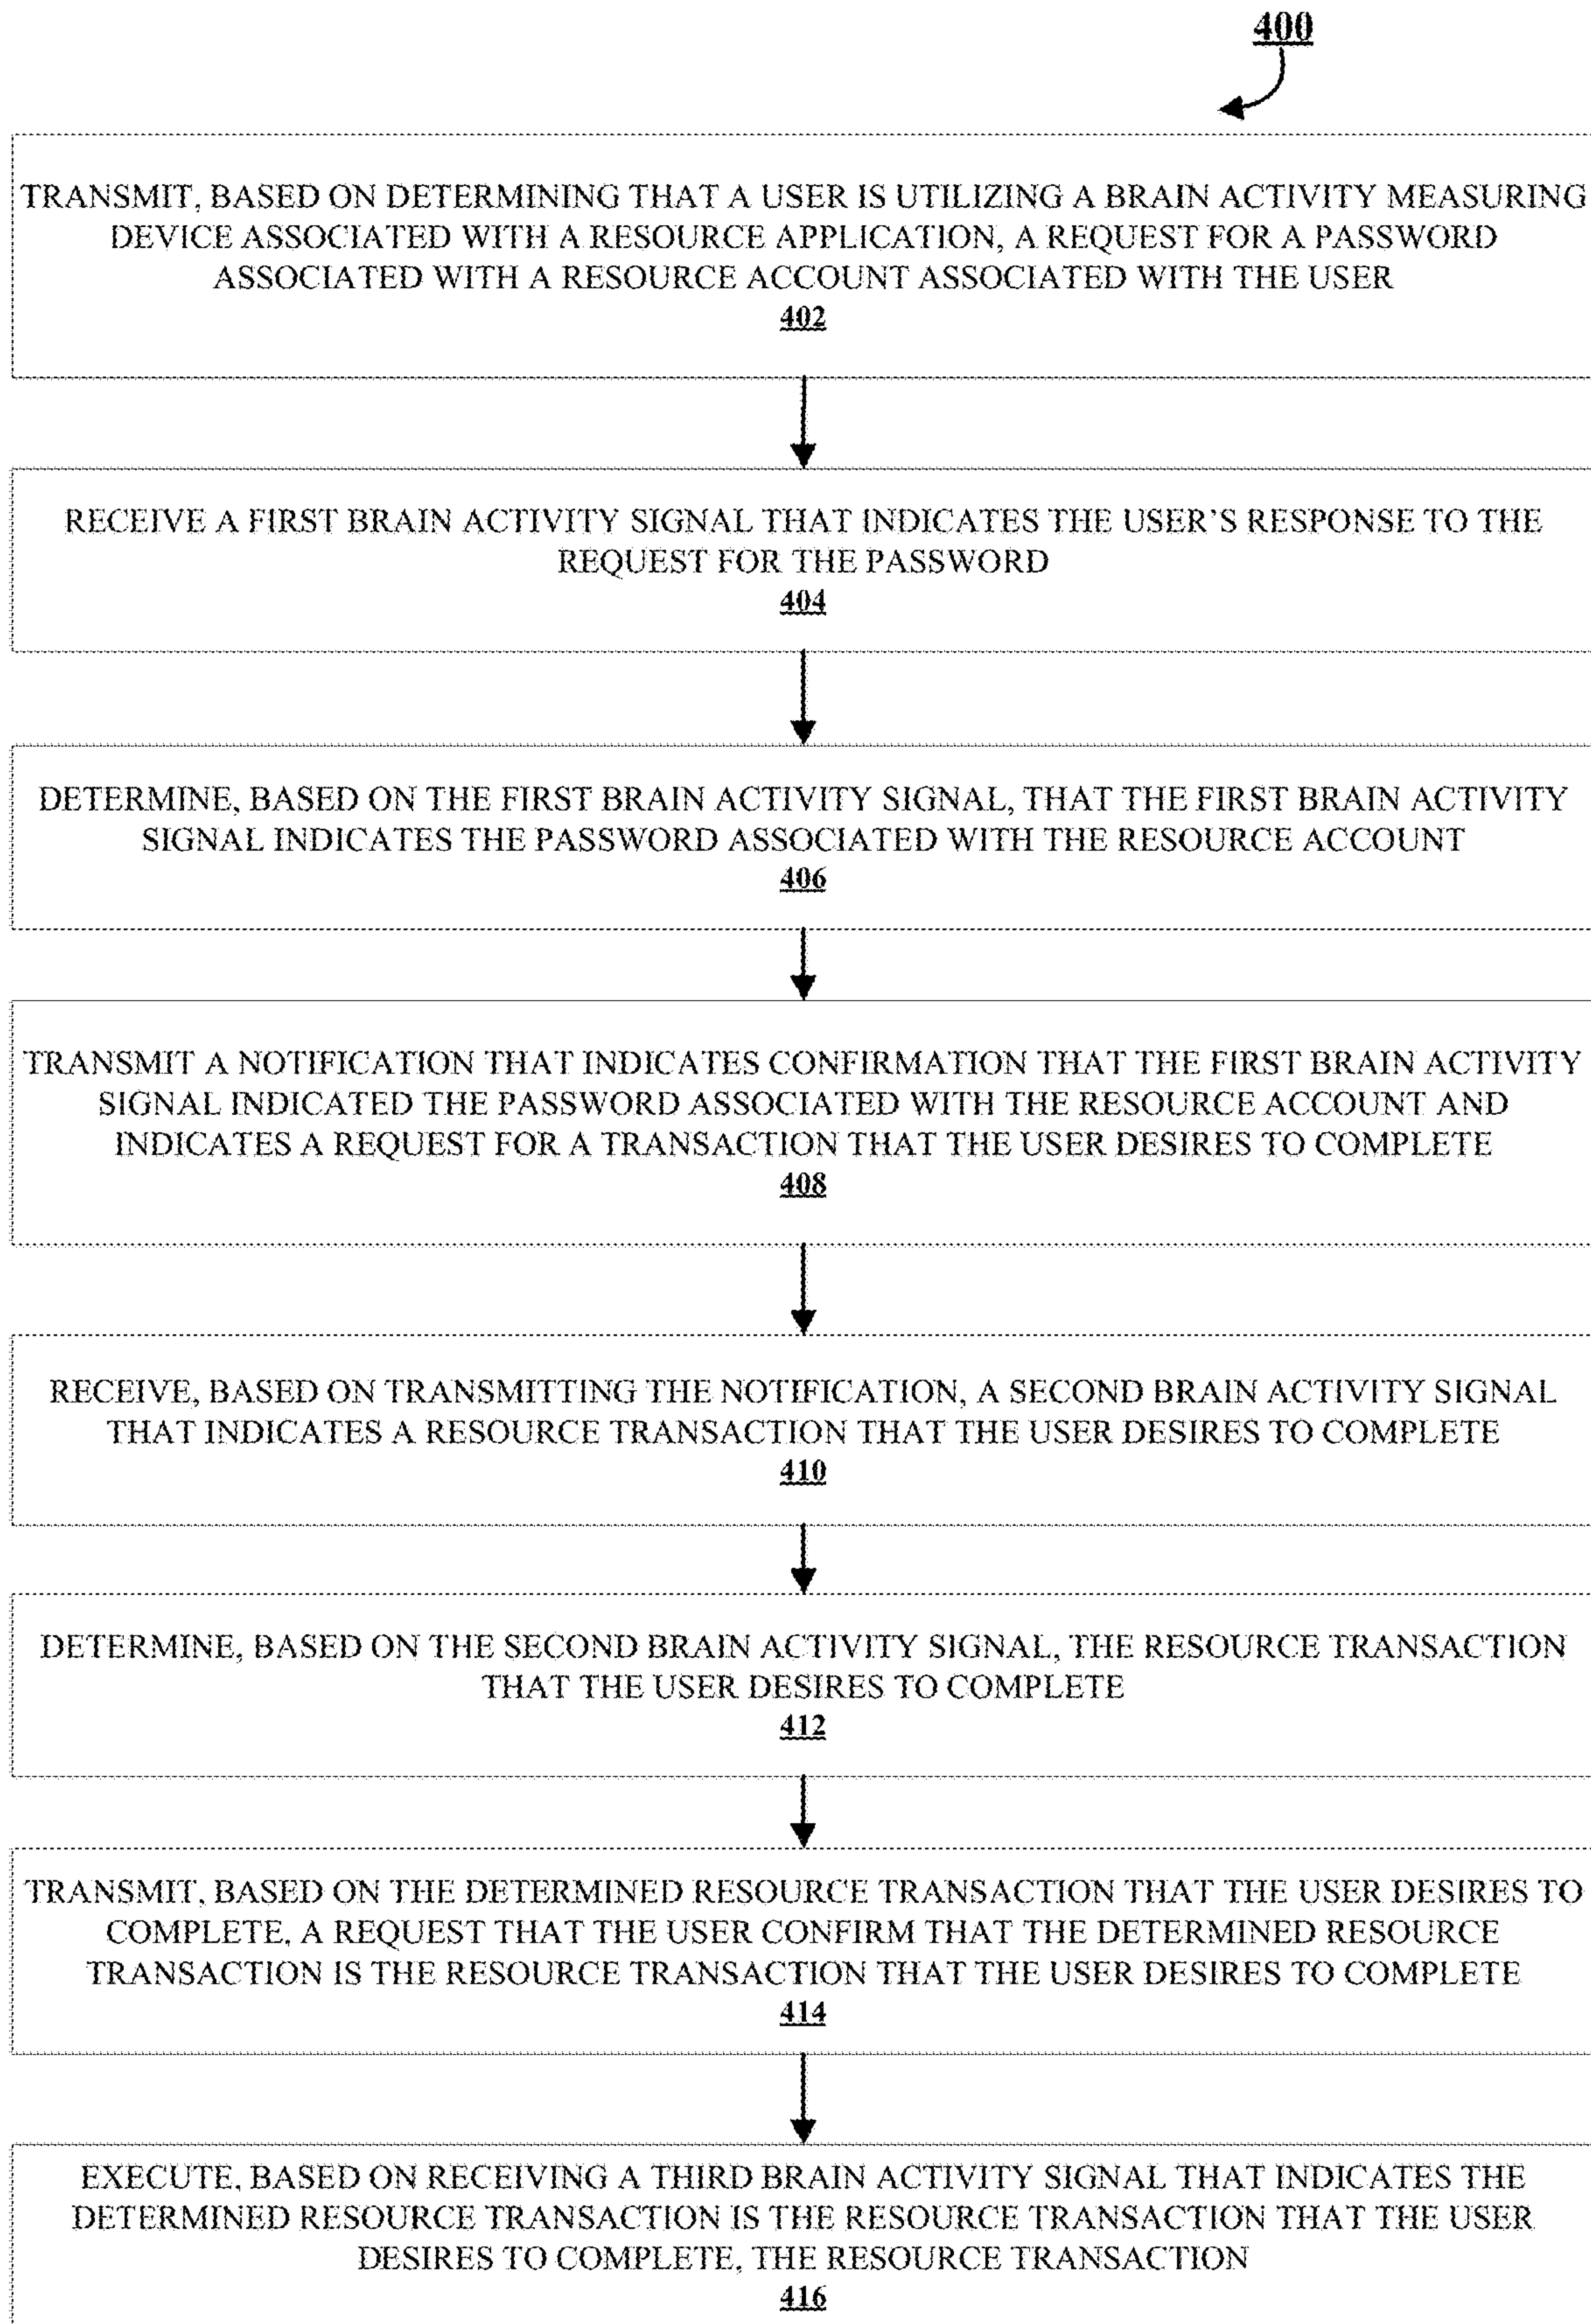 400
TRANSMIT, BASED ON DETERMINING THAT A USER IS UTILIZING A BRAIN ACTIVITY MEASURING
DEVICE ASSOCIATED WITH A RESOURCE APPLICATION, A REQUEST FOR A PASSWORD
ASSOCIATED WITH A RESOURCE ACCOUNT ASSOCIATED WITH THE USER
402
RECEIVE A FIRST BRAIN ACTIVITY SIGNAL THAT INDICATES THE USER'S RESPONSE TO THE
REQUEST FOR THE PASSWORD
404
DETERMINE, BASED ON THE FIRST BRAIN ACTIVITY SIGNAL, THAT THE FIRST BRAIN ACTIVITY
SIGNAL INDICATES THE PASSWORD ASSOCIATED WITH THE RESOURCE ACCOUNT
406
TRANSMIT A NOTIFICATION THAT INDICATES CONFIRMATION THAT THE FIRST BRAIN ACTIVITY
SIGNAL INDICATED THE PASSWORD ASSOCIATED WITH THE RESOURCE ACCOUNT AND
INDICATES A REQUEST FOR A TRANSACTION THAT THE USER DESIRES TO COMPLETE
408
RECEIVE, BASED ON TRANSMITTING THE NOTIFICATION, A SECOND BRAIN ACTIVITY SIGNAL
THAT INDICATES A RESOURCE TRANSACTION THAT THE USER DESIRES TO COMPLETE
410
DETERMINE, BASED ON THE SECOND BRAIN ACTIVITY SIGNAL, THE RESOURCE TRANSACTION
THAT THE USER DESIRES TO COMPLETE
412
TRANSMIT, BASED ON THE DETERMINED RESOURCE TRANSACTION THAT THE USER DESIRES TO
COMPLETE, A REQUEST THAT THE USER CONFIRM THAT THE DETERMINED RESOURCE
TRANSACTION IS THE RESOURCE TRANSACTION THAT THE USER DESIRES TO COMPLETE
414
EXECUTE, BASED ON RECEIVING A THIRD BRAIN ACTIVITY SIGNAL THAT INDICATES THE
DETERMINED RESOURCE TRANSACTION IS THE RESOURCE TRANSACTION THAT THE USER
DESIRES TO COMPLETE, THE RESOURCE TRANSACTION
416